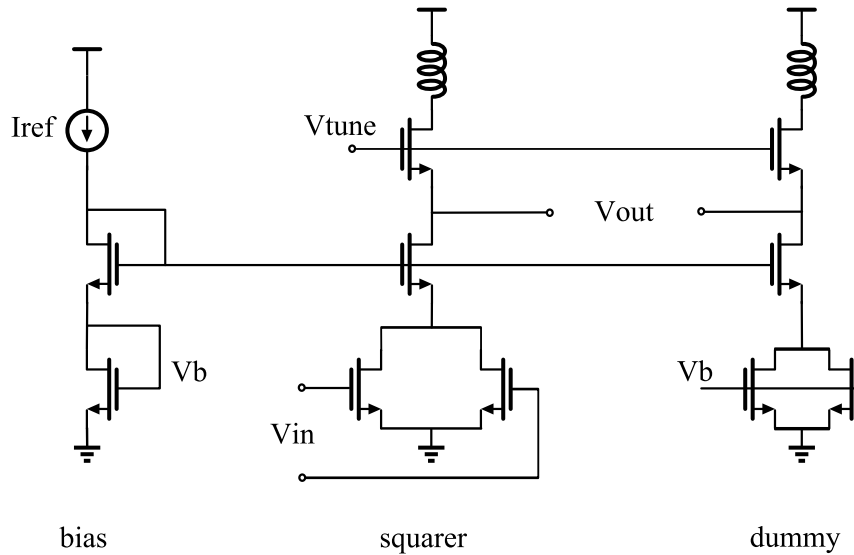 Iref
Vtune
Vout
Vb
Vb
Vin
bias
squarer
dummy